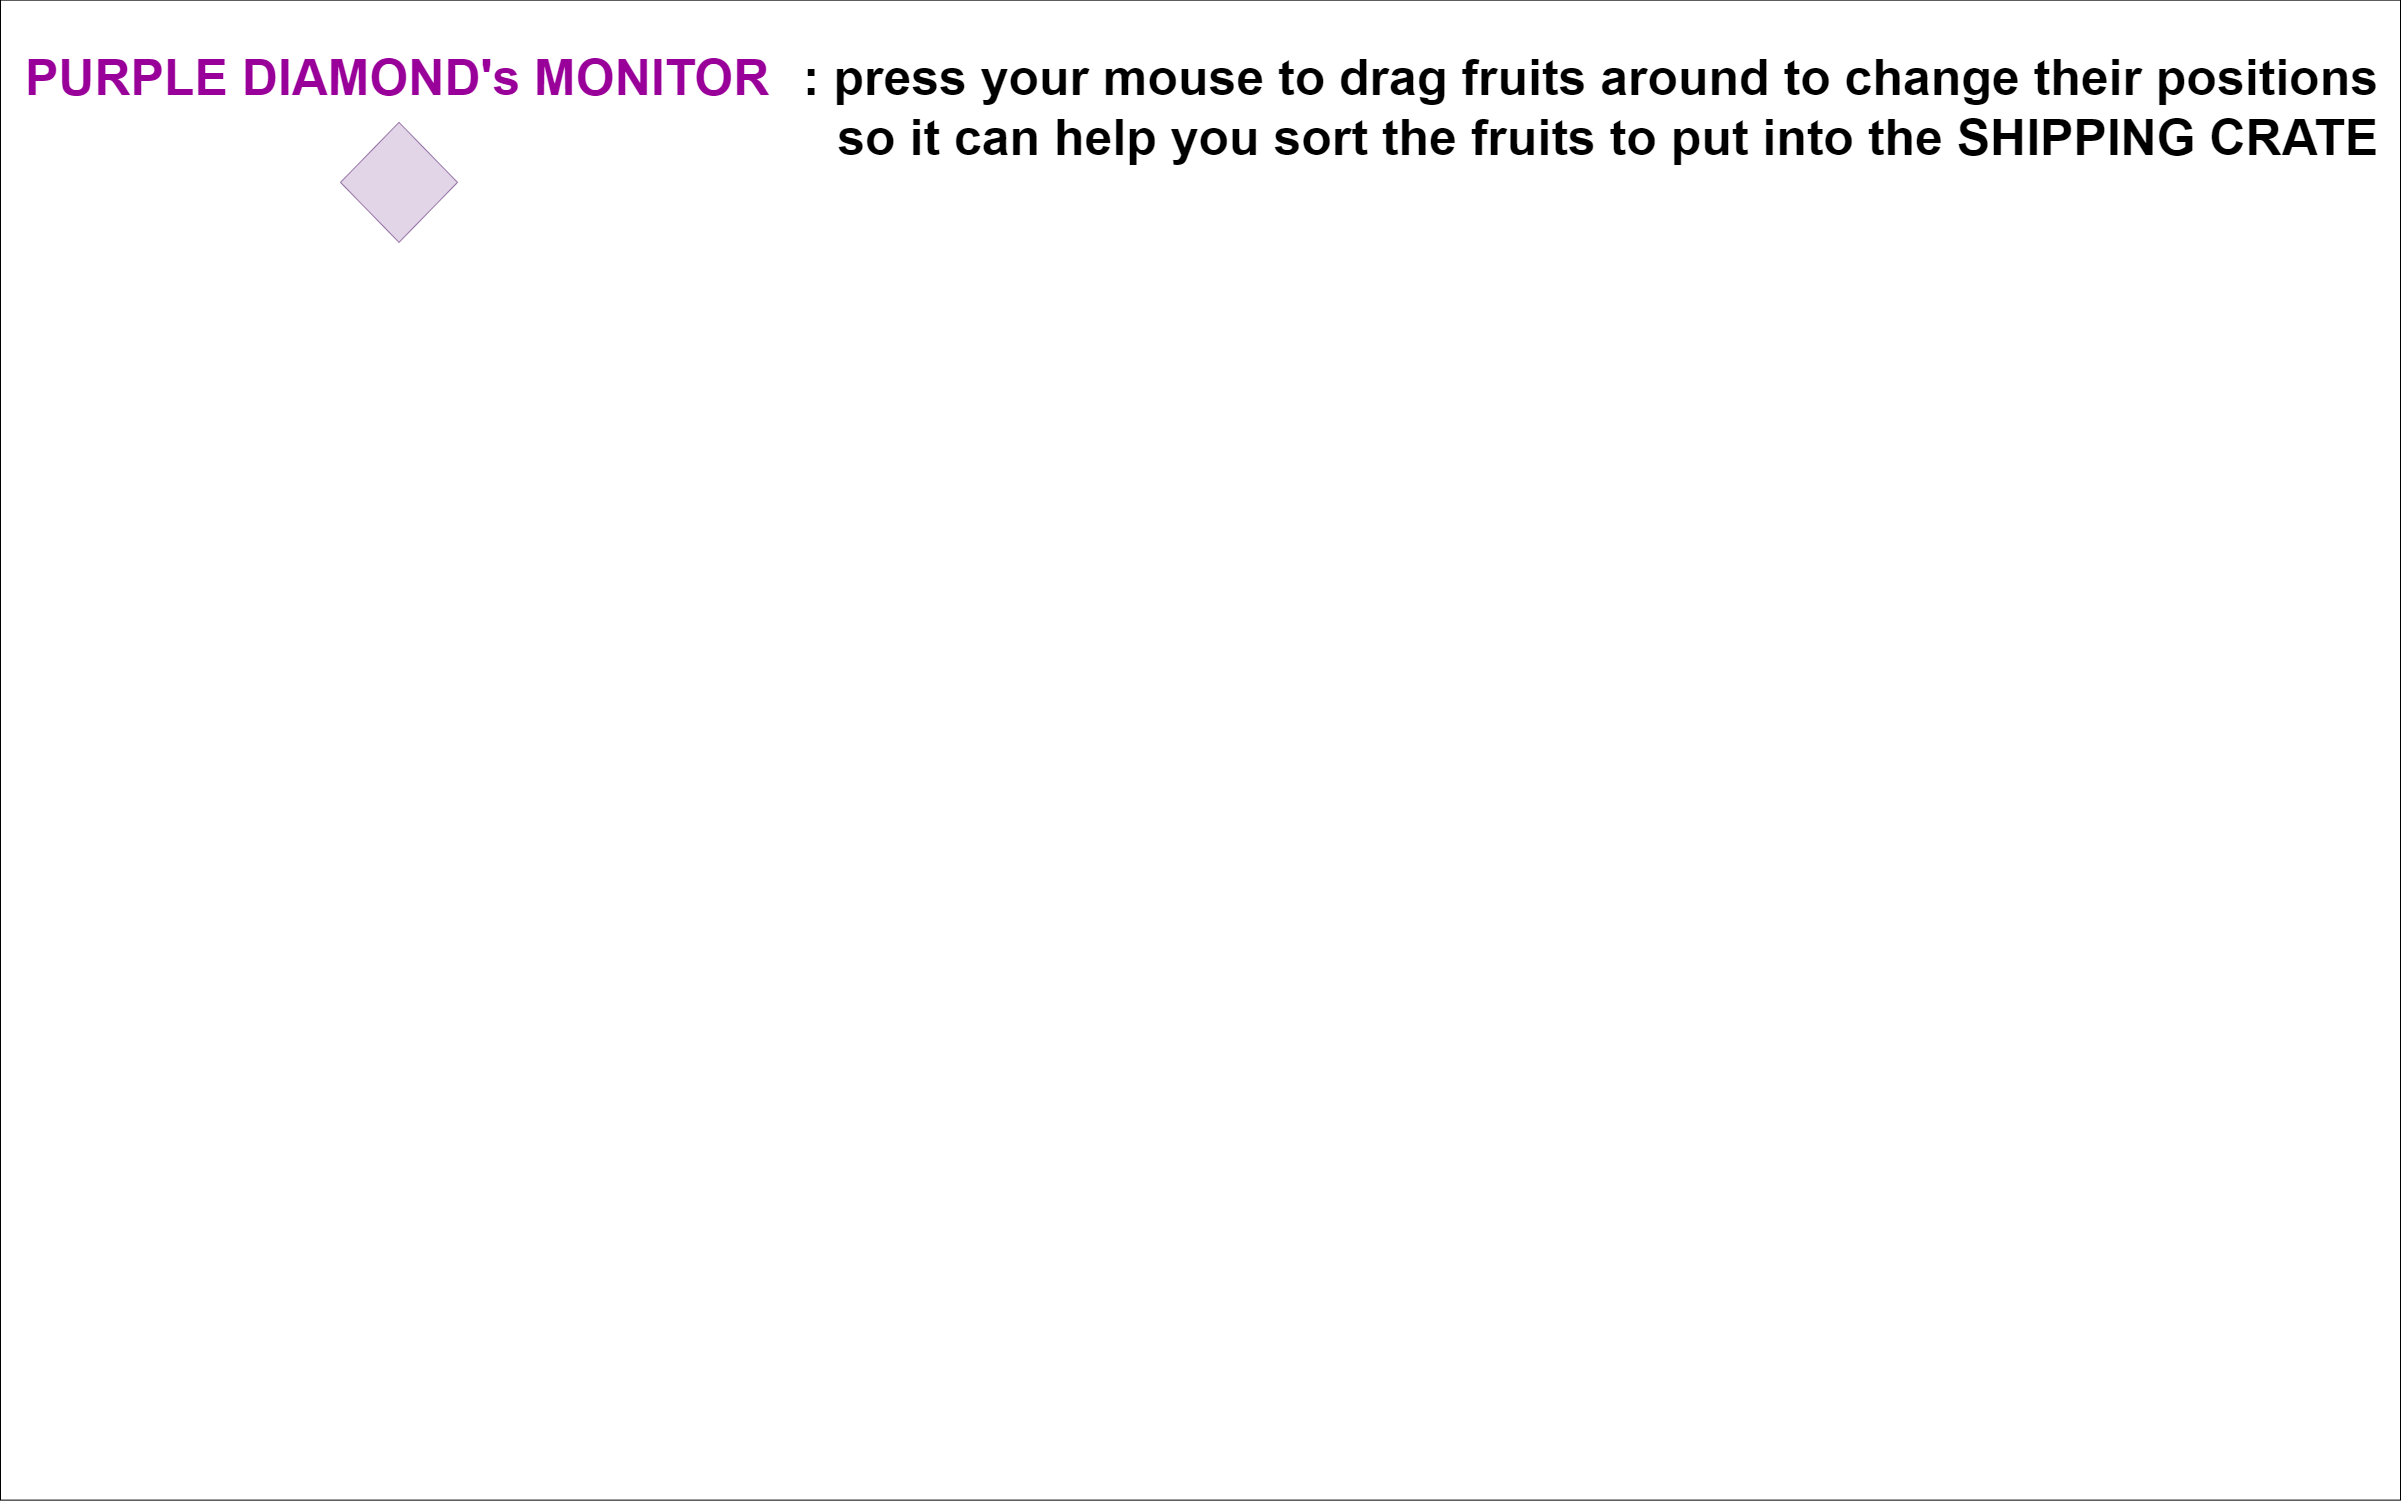 PURPLE DIAMOND's MONITOR : press your mouse to drag fruits around to change their positions
so it can help you sort the fruits to put into the SHIPPING CRATE